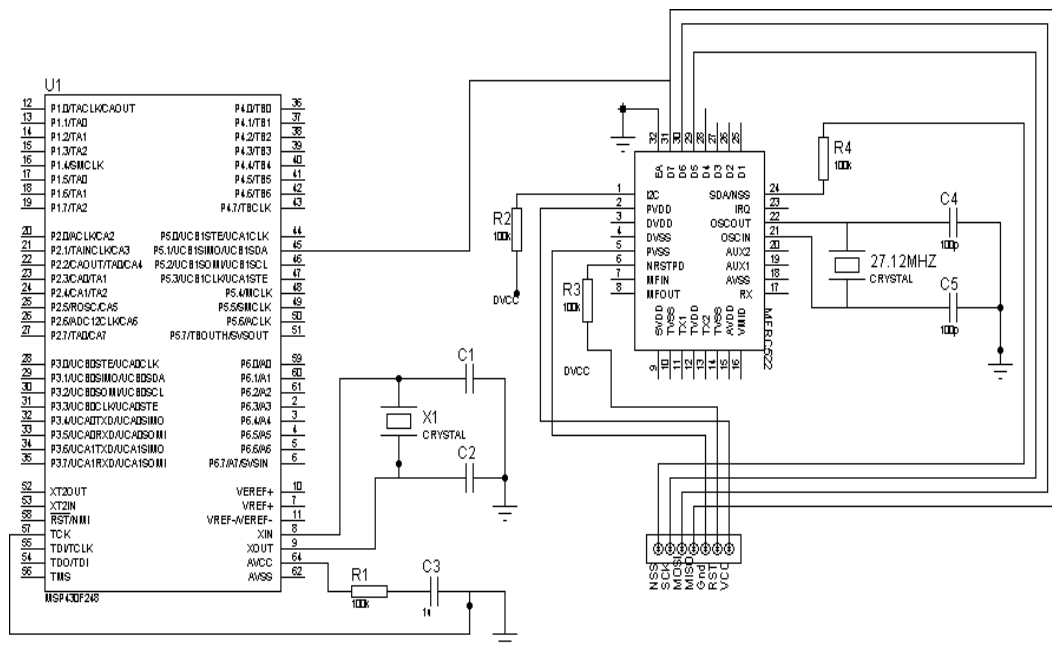 U1
12 P1.0/TACLK/CAOUT P4.0/TB0 36
13 P1.1/TA0 P4.1/TB1 37
14 P1.2/TA1 P4.2/TB2 38
15 P1.3/TA2 P4.3/TB3 39
16 P1.4/SMCLK P4.4/TB4 40
17 P1.5/TA0 P4.5/TB5 41
18 P1.6/TA1 P4.6/TB6 42
19 P1.7/TA2 P4.7/TBCLK 43
20 P2.0/ACLK/CA2 P5.0/UCB1STE/UCA1CLK 44
21 P2.1/TAINCLK/CA3 P5.1/UCB1SIMO/UCB1SDA 45
22 P2.2/CAOUT/TA0/CA4 P5.2/UCB1SOMI/UCB1SCL 46
23 P2.3/CA0/TA1 P5.3/UCB1CLK/UCA1STE 47
24 P2.4/CA1/TA2 P5.4/MCLK 48
25 P2.5/ROSC/CA5 P5.5/SMCLK 49
26 P2.6/ADC12CLK/CA6 P5.6/ACLK 50
27 P2.7/TA0/CA7 P5.7/TBOUTH/SVSOUT 51
28 P3.0/UCB0STE/UCA0CLK P6.0/A0 59
29 P3.1/UCB0SIMO/UCB0SDA P6.1/A1 60
30 P3.2/UCB0SOMI/UCB0SCL P6.2/A2 61
31 P3.3/UCB0CLK/UCA0STE P6.3/A3 2
32 P3.4/UCA0TXD/UCA0SIMO P6.4/A4 3
33 P3.5/UCA0RXD/UCA0SOMI P6.5/A5 4
34 P3.6/UCA1TXD/UCA1SIMO P6.6/A6 5
35 P3.7/UCA1RXD/UCA1SOMI P6.7/A7/SVSIN 6
52 XT2OUT VEREF+ 10
53 XT2IN VREF+ 7
58 RST/NMI VREF-/VEREF- 11
57 TCK XIN 8
55 TDI/TCLK XOUT 9
54 TDO/TDI AVCC 64
56 TMS AVSS 62
MSP430F248
C1
X1
CRYSTAL
C2
R1
100k
C3
1u
R2
100k
DVCC
R3
100k
DVCC
32 31 30 29 28 27 26 25
EA D7 D6 D5 D4 D3 D2 D1
1 I2C SDA/NSS 24
2 PVDD IRQ 23
3 DVDD OSCOUT 22
4 DVSS OSCIN 21
5 PVSS AUX2 20
6 NRSTPD AUX1 19
7 MFIN AVSS 18
8 MFOUT RX 17
SVDD TVSS TX1 TVDD TX2 TVSS AVDD VMID
9 10 11 12 13 14 15 16
MFRC522
R4
100k
C4
100p
27.12MHZ
CRYSTAL
C5
100p
NSS
SCK
MOSI
MISO
Gnd
RST
VCC